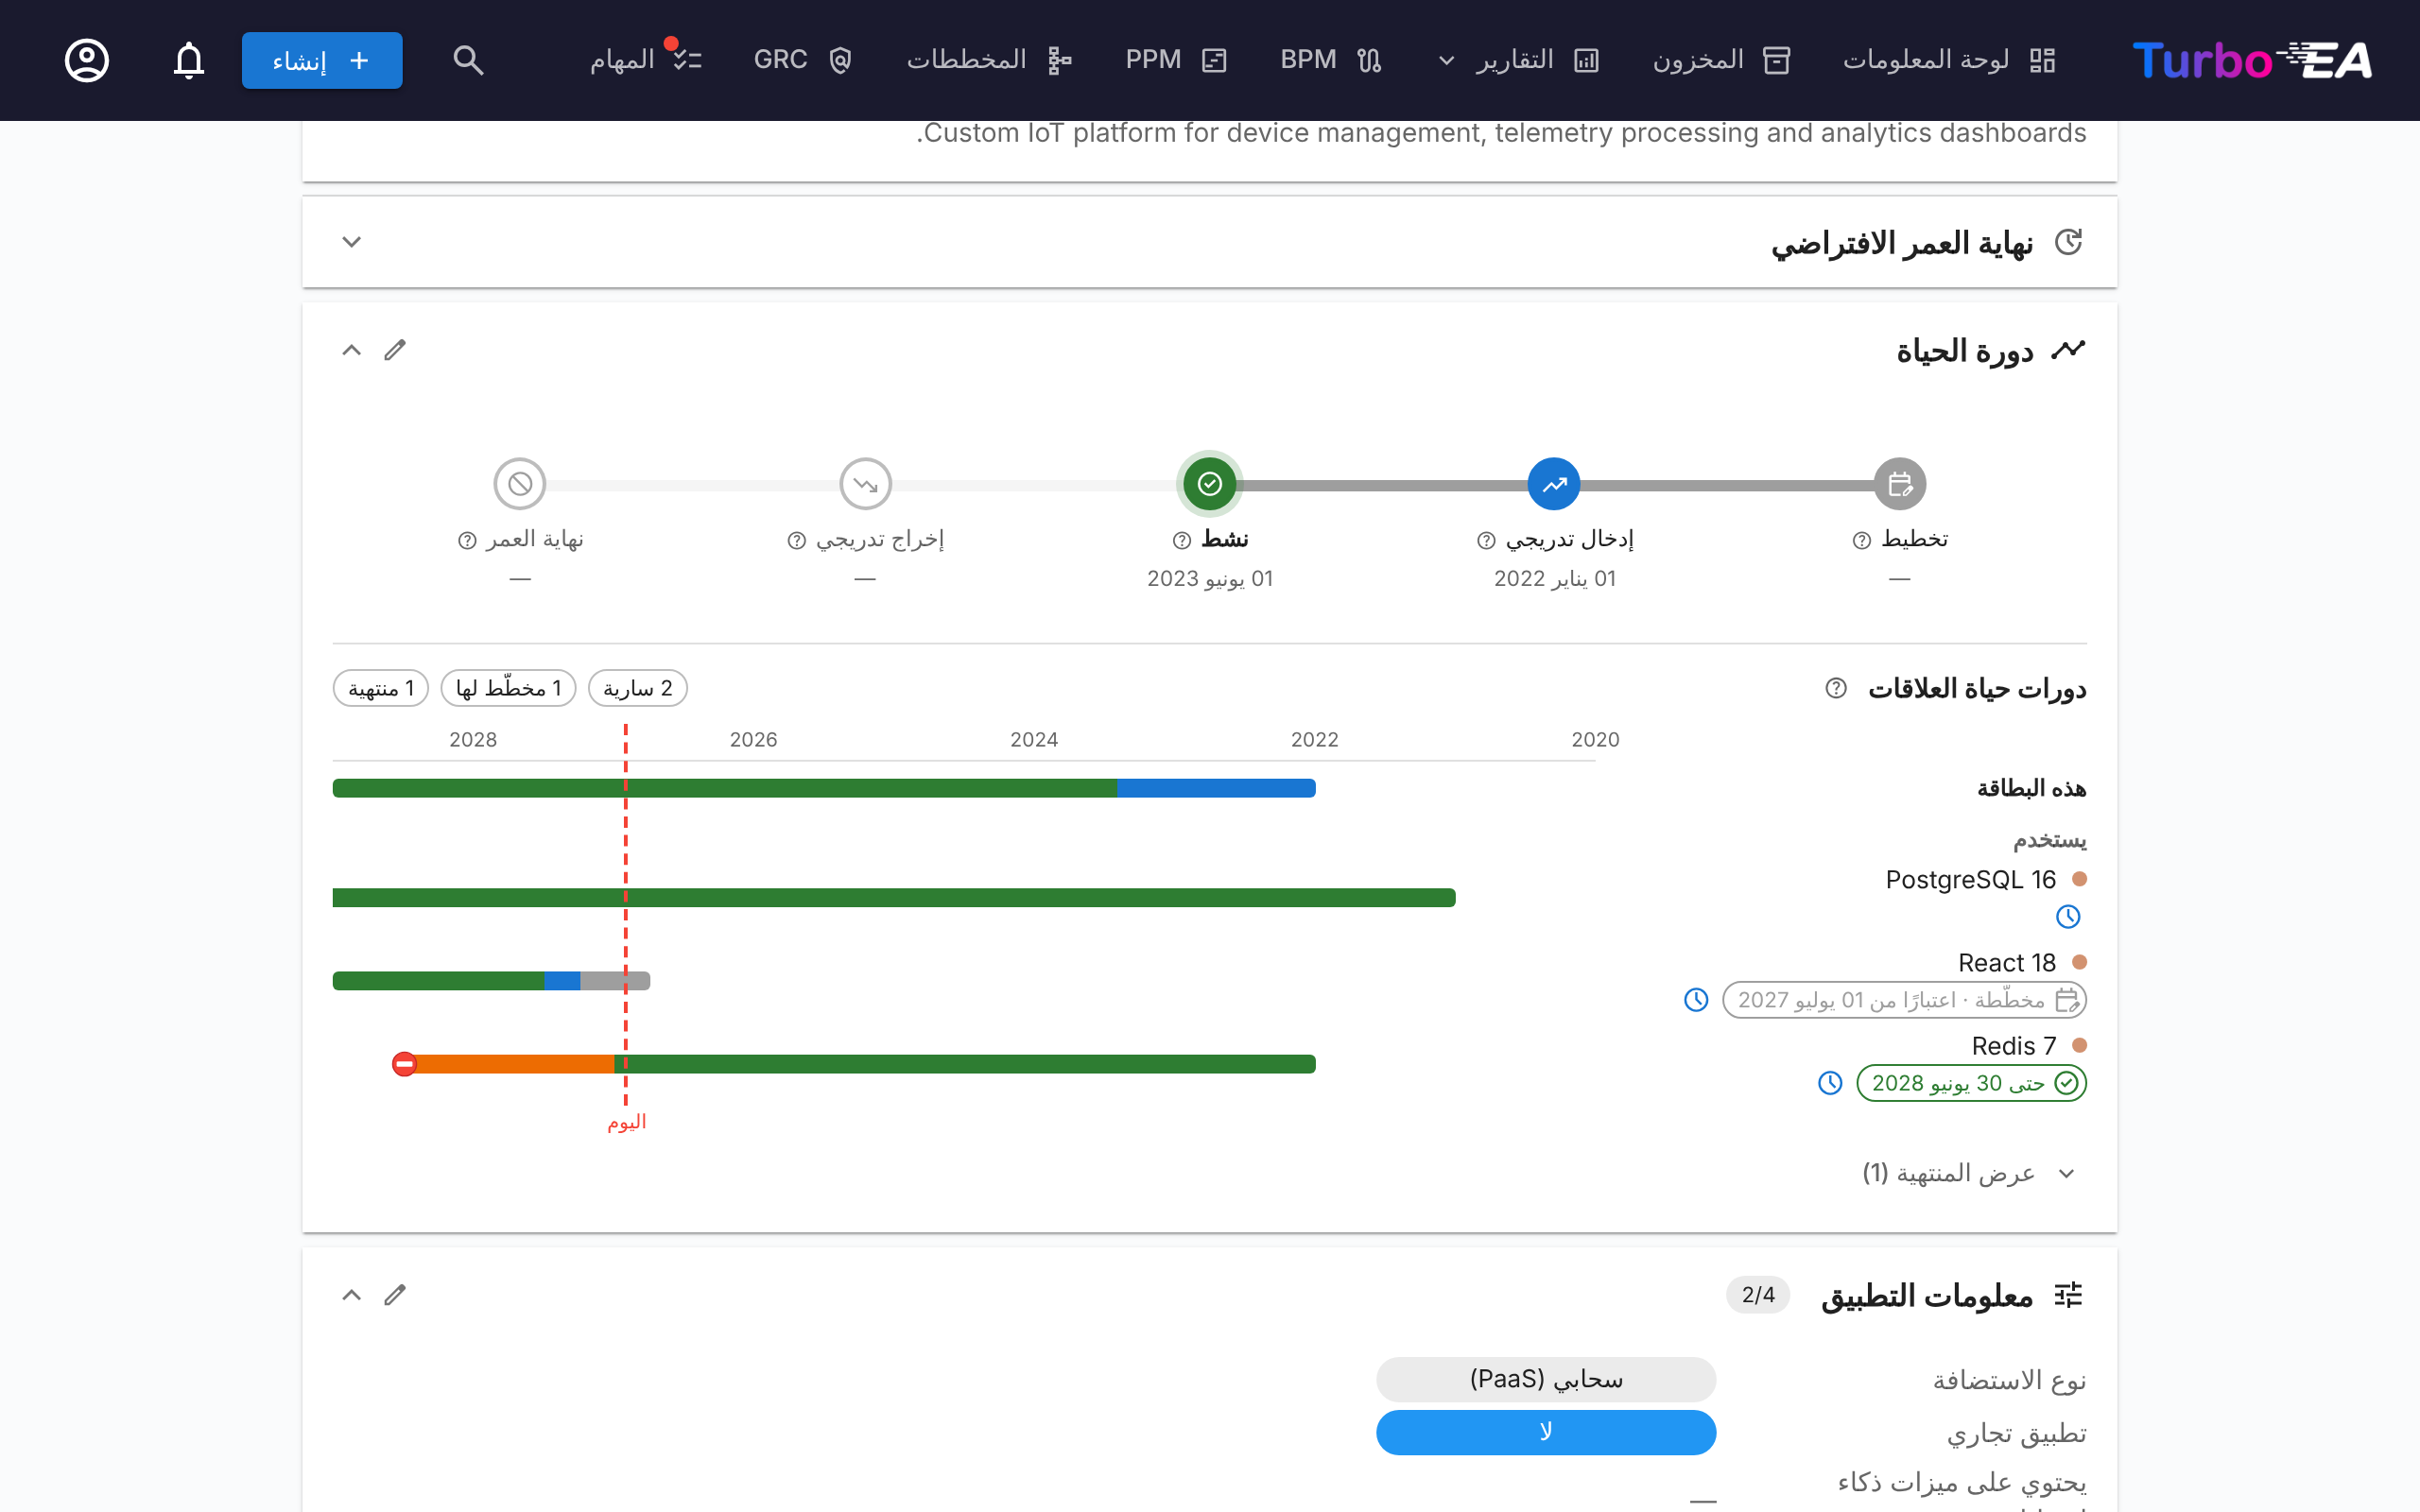 Turbo EA
لوحة المعلومات
المخزون
التقارير
BPM
PPM
المخططات
GRC
المهام
إنشاء +
Custom IoT platform for device management, telemetry processing and analytics dashboards.
نهاية العمر الافتراضي
دورة الحياة
تخطيط
إدخال تدريجي
نشط
إخراج تدريجي
نهاية العمر
—
01 يناير 2022
01 يونيو 2023
—
—
دورات حياة العلاقات
2 سارية
1 مخطّط لها
1 منتهية
2020
2022
2024
2026
2028
هذه البطاقة
يستخدم
PostgreSQL 16
React 18
مخطّطة · اعتبارًا من 01 يوليو 2027
Redis 7
حتى 30 يونيو 2028
اليوم
عرض المنتهية (1)
معلومات التطبيق
2/4
نوع الاستضافة
سحابي (PaaS)
تطبيق تجاري
لا
يحتوي على ميزات ذكاء
—